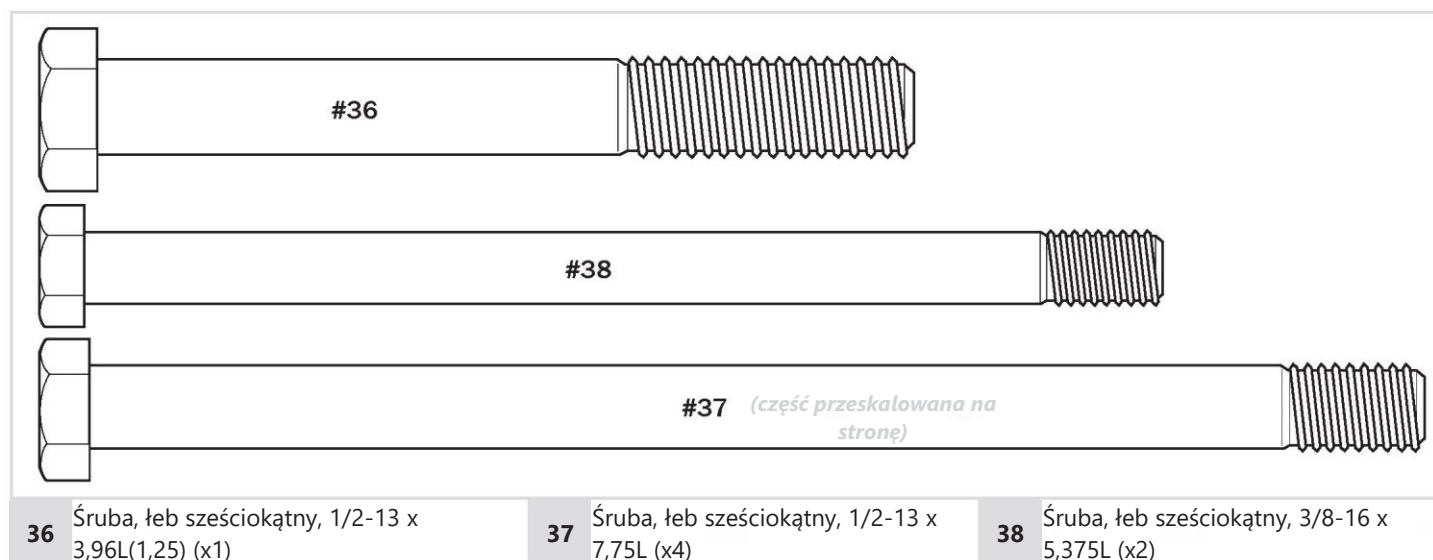 #36
#38
#37 (część przeskalowana na
stronę)
36 Śruba, łeb sześciokątny, 1/2-13 x
3,96L(1,25) (x1)
37 Śruba, łeb sześciokątny, 1/2-13 x
7,75L (x4)
38 Śruba, łeb sześciokątny, 3/8-16 x
5,375L (x2)